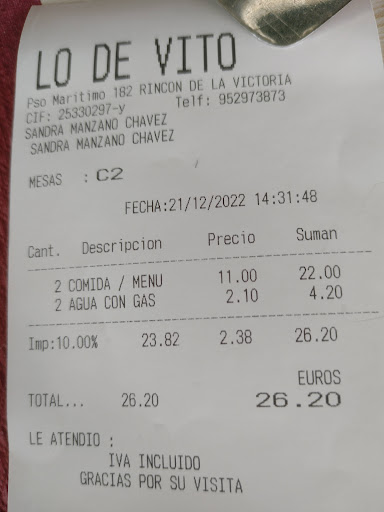 LO DE VITO
Pso Maritimo 182 RINCON DE LA VICTORIA
CIF: 25330297-y Telf: 952973873
SANDRA MANZANO CHAVEZ
SANDRA MANZANO CHAVEZ
MESAS : C2
FECHA:21/12/2022 14:31:48
Cant. Descripcion Precio Suman
2 COMIDA / MENU 11.00 22.00
2 AGUA CON GAS 2.10 4.20
Imp:10.00% 23.82 2.38 26.20
EUROS
TOTAL... 26.20 26.20
LE ATENDIO :
IVA INCLUIDO
GRACIAS POR SU VISITA